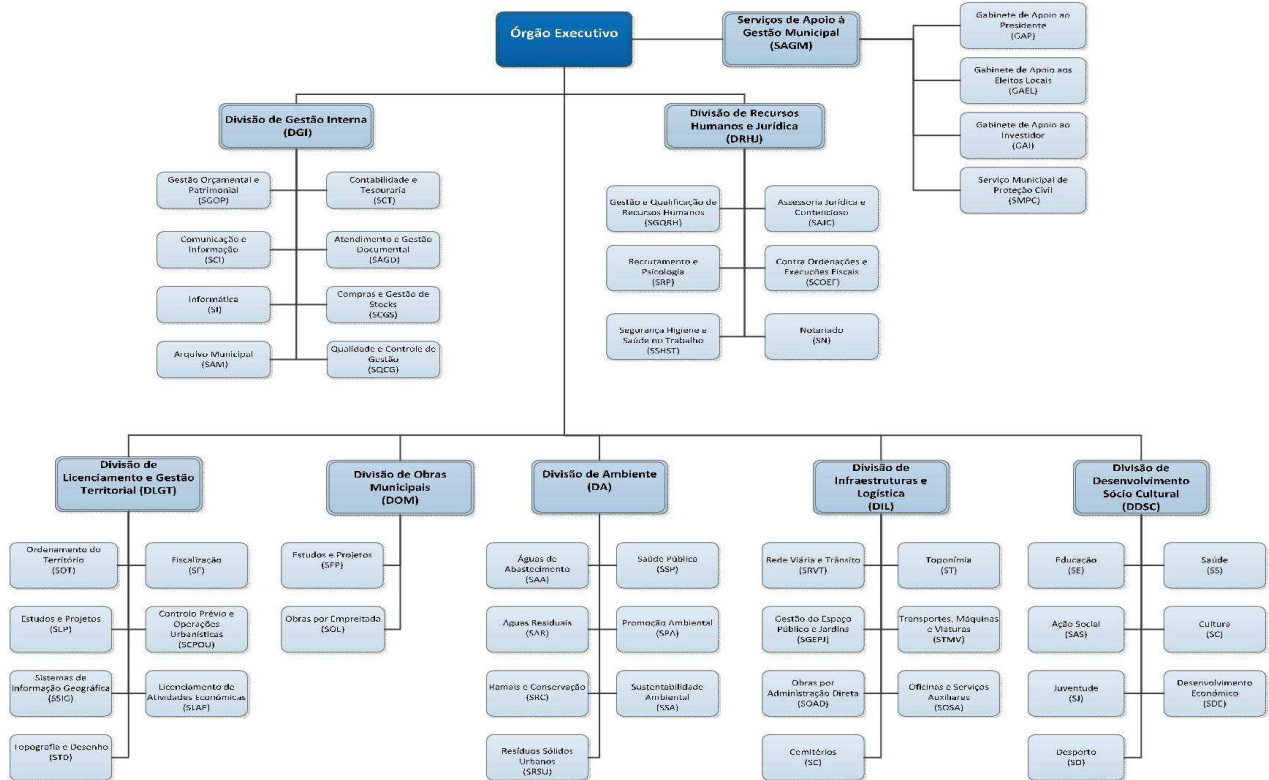 Órgão Executivo
Serviços de Apoio à
Gestão Municipal
(SAGM)
Gabinete de Apoio ao
Presidente
(GAP)
Gabinete de Apoio aos
Eleitos Locais
(GAEL)
Gabinete de Apoio ao
Investidor
(GAI)
Serviço Municipal de
Proteção Civil
(SMPC)
Divisão de Gestão Interna
(DGI)
Gestão Orçamental e
Patrimonial
(SGOP)
Contabilidade e
Tesouraria
(SCT)
Comunicação e
Informação
(SCI)
Atendimento e Gestão
Documental
(SAGD)
Informática
(SI)
Compras e Gestão de
Stocks
(SCGS)
Arquivo Municipal
(SAM)
Qualidade e Controle de
Gestão
(SQCG)
Divisão de Recursos
Humanos e Jurídica
(DRHJ)
Gestão e Qualificação de
Recursos Humanos
(SGQRH)
Assessoria Jurídica e
Contencioso
(SAJC)
Recrutamento e
Psicologia
(SRP)
Contra Ordenações e
Execuções Fiscais
(SCOEF)
Segurança Higiene e
Saúde no Trabalho
(SSHST)
Notariado
(SN)
Divisão de
Licenciamento e Gestão
Territorial (DLGT)
Ordenamento do
Território
(SOT)
Fiscalização
(SF)
Estudos e Projetos
Controlo Prévio e
Operações
Urbanísticas
(SCPOU)
Sistemas de
Informação Geográfica
(SSIG)
Licenciamento de
Atividades Económicas
Topografia e Desenho
(STD)
Divisão de Obras
Municipais
(DOM)
Estudos e Projetos
Obras por Empreitada
Divisão de Ambiente
(DA)
Águas de
Abastecimento
(SAA)
Saúde Pública
(SSP)
Águas Residuais
(SAR)
Promoção Ambiental
(SPA)
Ramais e Conservação
(SRC)
Sustentabilidade
Ambiental
(SSA)
Resíduos Sólidos
Urbanos
(SRSU)
Divisão de
Infraestruturas e
Logística
(DIL)
Rede Viária e Trânsito
(SRVT)
Toponímia
(ST)
Gestão do Espaço
Público e Jardins
(SGEPJ)
Transportes, Máquinas
e Viaturas
(STMV)
Obras por
Administração Direta
(SOAD)
Oficinas e Serviços
Auxiliares
(SOSA)
Cemitérios
(SC)
Divisão de
Desenvolvimento
Sócio Cultural
(DDSC)
Educação
(SE)
Saúde
(SS)
Ação Social
(SAS)
Cultura
(SC)
Juventude
(SJ)
Desenvolvimento
Económico
(SDE)
Desporto
(SD)